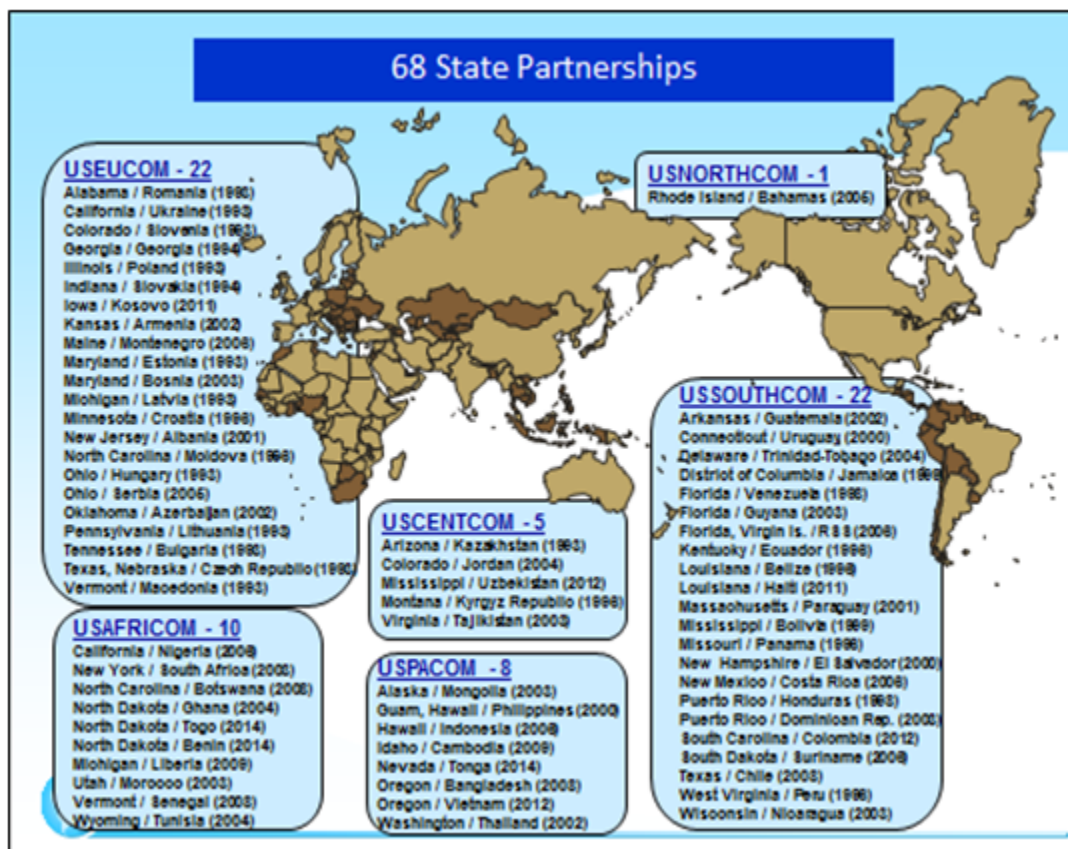 68 State Partnerships
USEUCOM - 22
Alabama / Romania (1993)
California / Ukraine (1993)
Colorado / Slovenia (1993)
Georgia / Georgia (1994)
Illinois / Poland (1993)
Indiana / Slovakia (1994)
Iowa / Kosovo (2011)
Kansas / Armenia (2002)
Maine / Montenegro (2006)
Maryland / Estonia (1993)
Maryland / Bosnia (2003)
Michigan / Latvia (1993)
Minnesota / Croatia (1996)
New Jersey / Albania (2001)
North Carolina / Moldova (1996)
Ohio / Hungary (1993)
Ohio / Serbia (2005)
Oklahoma / Azerbaijan (2002)
Pennsylvania / Lithuania (1993)
Tennessee / Bulgaria (1993)
Texas, Nebraska / Czech Republic (1993)
Vermont / Macedonia (1993)
USNORTHCOM - 1
Rhode Island / Bahamas (2005)
USAFRICOM - 10
California / Nigeria (2006)
New York / South Africa (2003)
North Carolina / Botswana (2008)
North Dakota / Ghana (2004)
North Dakota / Togo (2014)
North Dakota / Benin (2014)
Michigan / Liberia (2009)
Utah / Morocco (2003)
Vermont / Senegal (2008)
Wyoming / Tunisia (2004)
USCENTCOM - 5
Arizona / Kazakhstan (1993)
Colorado / Jordan (2004)
Mississippi / Uzbekistan (2012)
Montana / Kyrgyz Republic (1996)
Virginia / Tajikistan (2003)
USPACOM - 8
Alaska / Mongolia (2003)
Guam, Hawaii / Philippines (2000)
Hawaii / Indonesia (2006)
Idaho / Cambodia (2009)
Nevada / Tonga (2014)
Oregon / Bangladesh (2008)
Oregon / Vietnam (2012)
Washington / Thailand (2002)
USSOUTHCOM - 22
Arkansas / Guatemala (2002)
Connecticut / Uruguay (2000)
Delaware / Trinidad-Tobago (2004)
District of Columbia / Jamaica (1999)
Florida / Venezuela (1998)
Florida / Guyana (2003)
Florida, Virgin Is. / RSS (2006)
Kentucky / Ecuador (1996)
Louisiana / Belize (1996)
Louisiana / Haiti (2011)
Massachusetts / Paraguay (2001)
Mississippi / Bolivia (1999)
Missouri / Panama (1996)
New Hampshire / El Salvador (2000)
New Mexico / Costa Rica (2006)
Puerto Rico / Honduras (1998)
Puerto Rico / Dominican Rep. (2003)
South Carolina / Colombia (2012)
South Dakota / Suriname (2006)
Texas / Chile (2008)
West Virginia / Peru (1996)
Wisconsin / Nicaragua (2003)